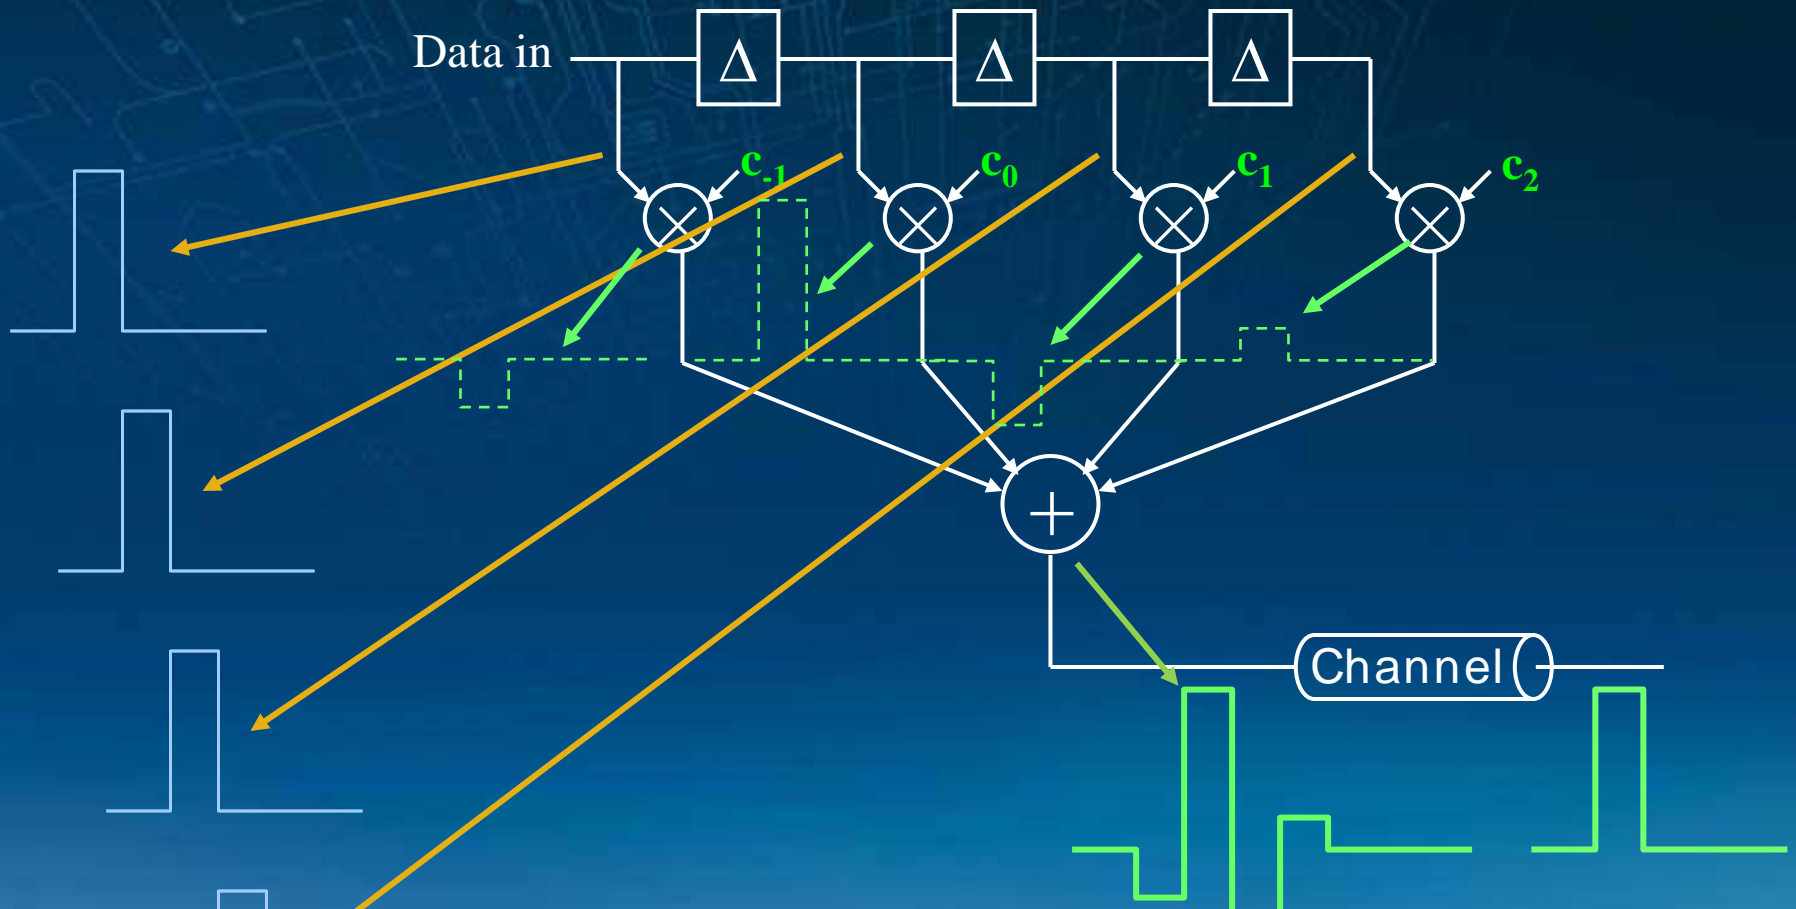 Data in Δ Δ Δ
c-1 c0 c1 c2
+
Channel